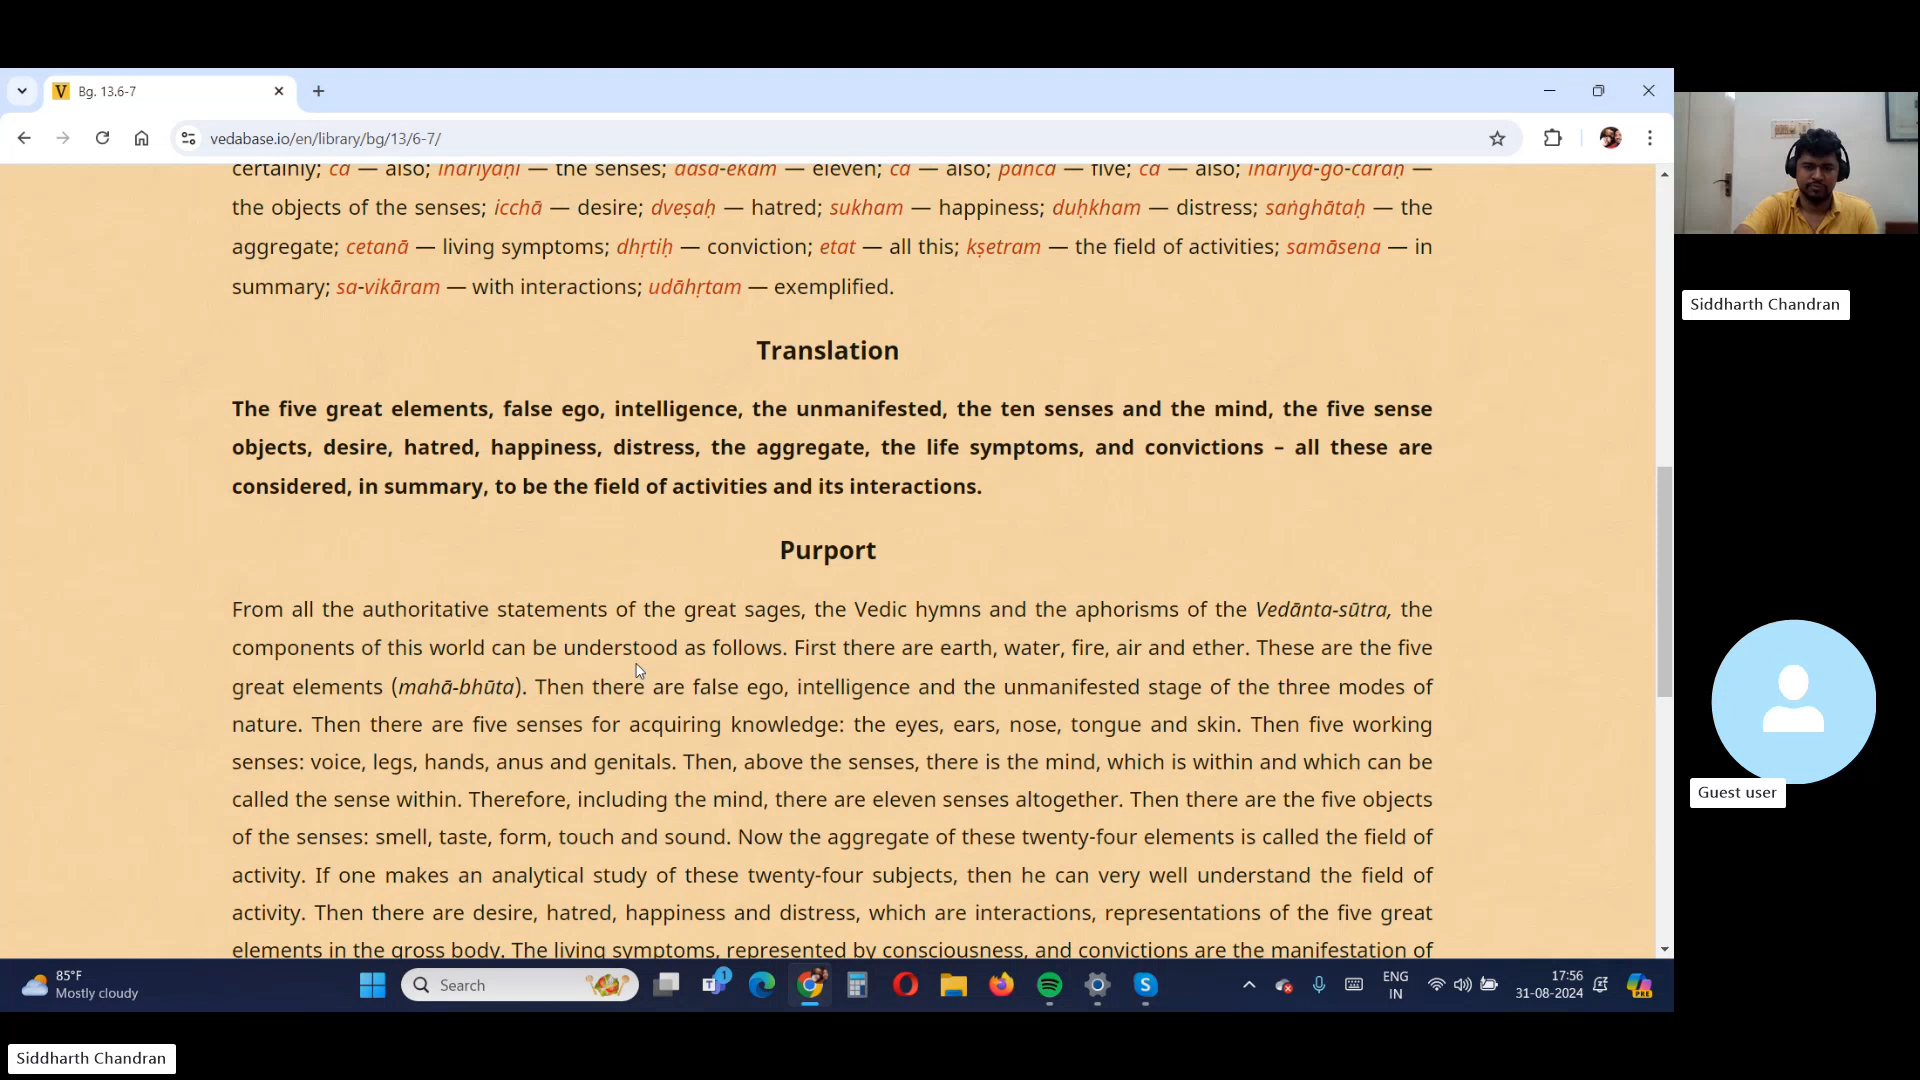 Bg. 13.6-7
vedabase.io/en/library/bg/13/6-7/
certainly; ca — also; indriyāṇi — the senses; daśa-ekam — eleven; ca — also; pañca — five; ca — also; indriya-go-carāḥ —
the objects of the senses; icchā — desire; dveṣaḥ — hatred; sukham — happiness; duḥkham — distress; saṅghātaḥ — the
aggregate; cetanā — living symptoms; dhṛtiḥ — conviction; etat — all this; kṣetram — the field of activities; samāsena — in
summary; sa-vikāram — with interactions; udāhṛtam — exemplified.
Translation
The five great elements, false ego, intelligence, the unmanifested, the ten senses and the mind, the five sense
objects, desire, hatred, happiness, distress, the aggregate, the life symptoms, and convictions – all these are
considered, in summary, to be the field of activities and its interactions.
Purport
From all the authoritative statements of the great sages, the Vedic hymns and the aphorisms of the Vedānta-sūtra, the
components of this world can be understood as follows. First there are earth, water, fire, air and ether. These are the five
great elements (mahā-bhūta). Then there are false ego, intelligence and the unmanifested stage of the three modes of
nature. Then there are five senses for acquiring knowledge: the eyes, ears, nose, tongue and skin. Then five working
senses: voice, legs, hands, anus and genitals. Then, above the senses, there is the mind, which is within and which can be
called the sense within. Therefore, including the mind, there are eleven senses altogether. Then there are the five objects
of the senses: smell, taste, form, touch and sound. Now the aggregate of these twenty-four elements is called the field of
activity. If one makes an analytical study of these twenty-four subjects, then he can very well understand the field of
activity. Then there are desire, hatred, happiness and distress, which are interactions, representations of the five great
elements in the gross body. The living symptoms, represented by consciousness, and convictions are the manifestation of
85°F
Mostly cloudy
Search
1
ENG
IN
17:56
31-08-2024
PRE
Siddharth Chandran
Guest user
Siddharth Chandran